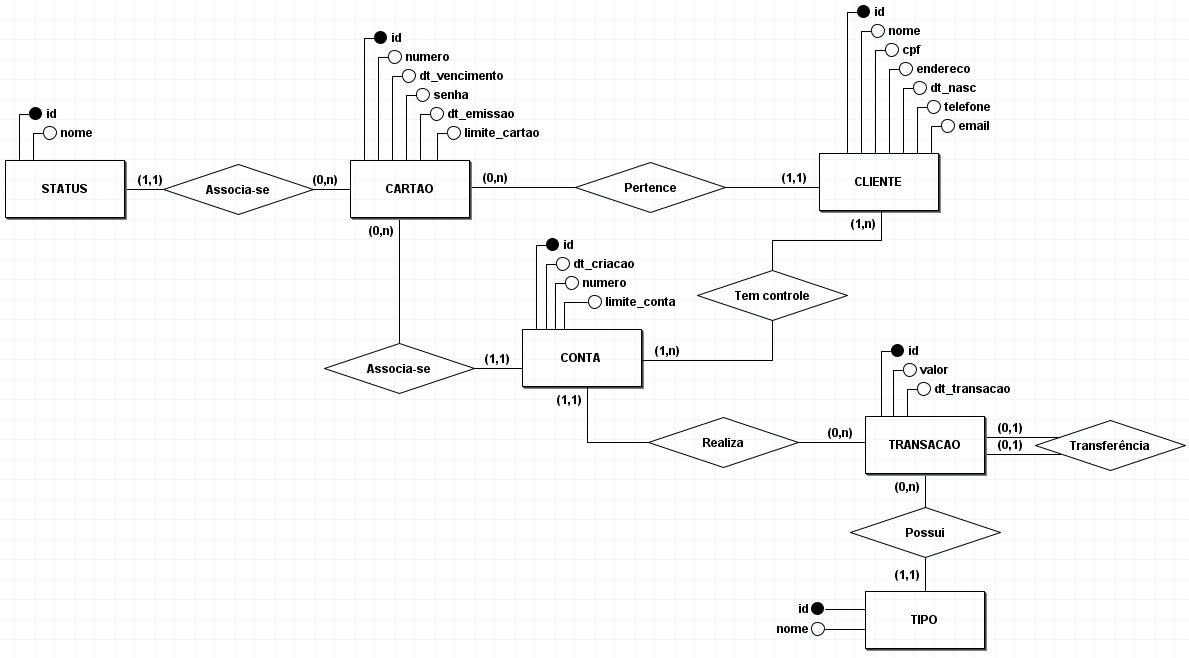 id
nome
STATUS
(1,1)
Associa-se
(0,n)
id
numero
dt_vencimento
senha
dt_emissao
limite_cartao
CARTAO
(0,n)
Pertence
(1,1)
id
nome
cpf
endereco
dt_nasc
telefone
email
CLIENTE
(1,n)
Tem controle
(1,n)
(0,n)
Associa-se
(1,1)
id
dt_criacao
numero
limite_conta
CONTA
(1,1)
Realiza
(0,n)
id
valor
dt_transacao
TRANSACAO
(0,1)
(0,1)
Transferência
(0,n)
Possui
(1,1)
id
nome
TIPO